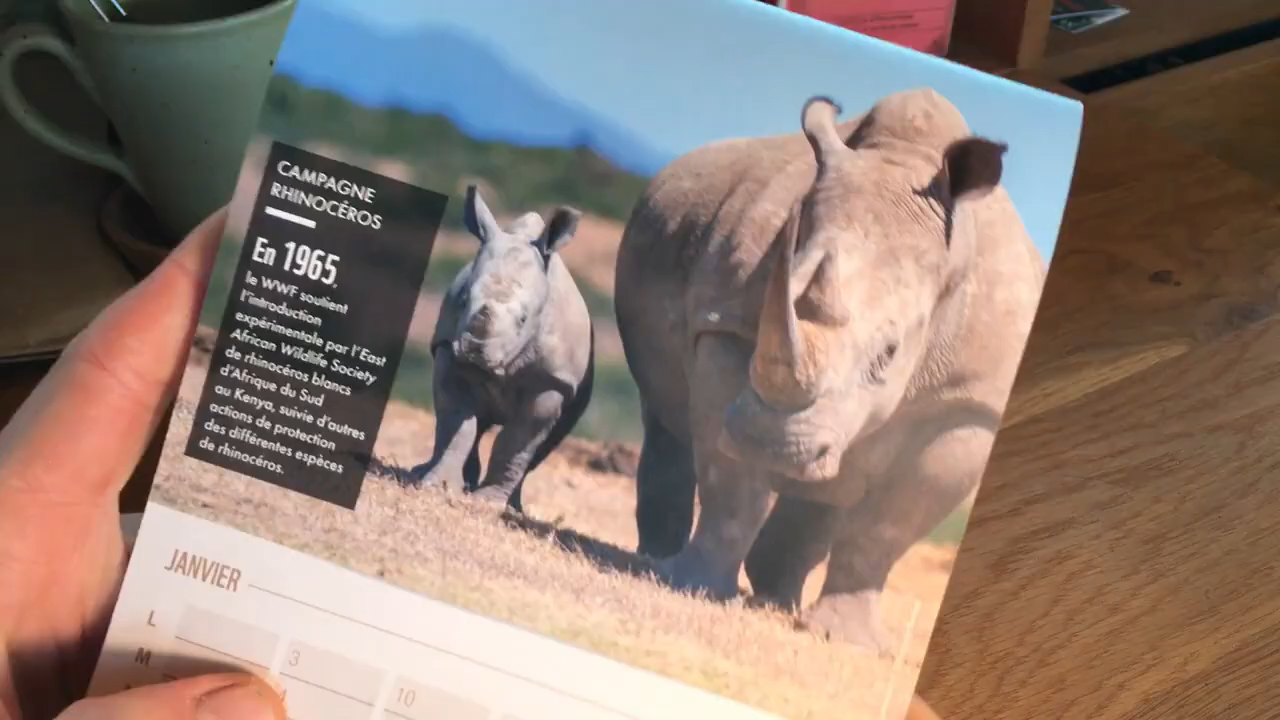 CAMPAGNE
RHINOCÉROS
En 1965,
le WWF soutient
l'introduction
expérimentale par l'East
African Wildlife Society
de rhinocéros blancs
d'Afrique du Sud
au Kenya, suivie d'autres
actions de protection
des différentes espèces
de rhinocéros.
JANVIER
L
3
10
M
4